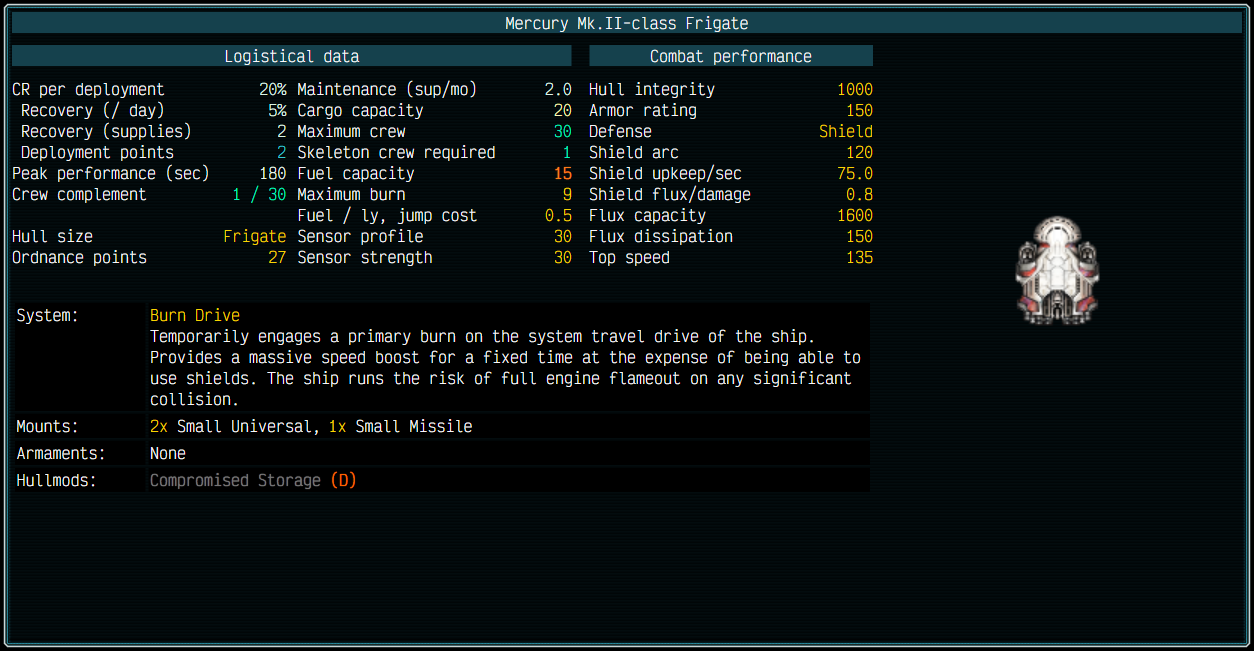 Mercury Mk.II-class Frigate
Logistical data
CR per deployment 20% Maintenance (sup/mo) 2.0
Recovery (/ day) 5% Cargo capacity 20
Recovery (supplies) 2 Maximum crew 30
Deployment points 2 Skeleton crew required 1
Peak performance (sec) 180 Fuel capacity 15
Crew complement 1 / 30 Maximum burn 9
Fuel / ly, jump cost 0.5
Hull size Frigate Sensor profile 30
Ordnance points 27 Sensor strength 30
Combat performance
Hull integrity 1000
Armor rating 150
Defense Shield
Shield arc 120
Shield upkeep/sec 75.0
Shield flux/damage 0.8
Flux capacity 1600
Flux dissipation 150
Top speed 135
System: Burn Drive
Temporarily engages a primary burn on the system travel drive of the ship.
Provides a massive speed boost for a fixed time at the expense of being able to
use shields. The ship runs the risk of full engine flameout on any significant
collision.
Mounts: 2x Small Universal, 1x Small Missile
Armaments: None
Hullmods: Compromised Storage (D)